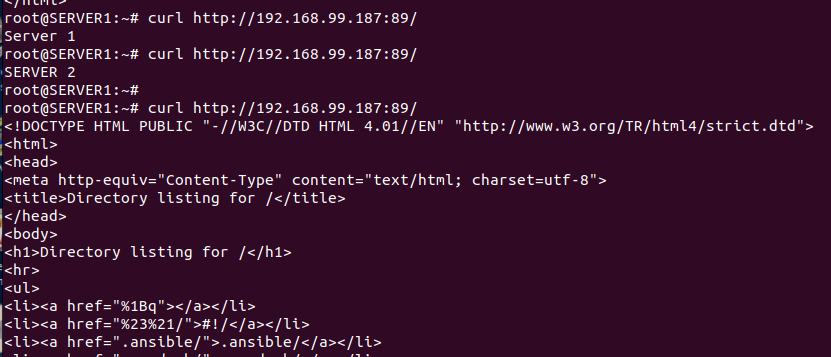 </html>
root@SERVER1:~# curl http://192.168.99.187:89/
Server 1
root@SERVER1:~# curl http://192.168.99.187:89/
SERVER 2
root@SERVER1:~#
root@SERVER1:~# curl http://192.168.99.187:89/
<!DOCTYPE HTML PUBLIC "-//W3C//DTD HTML 4.01//EN" "http://www.w3.org/TR/html4/strict.dtd">
<html>
<head>
<meta http-equiv="Content-Type" content="text/html; charset=utf-8">
<title>Directory listing for /</title>
</head>
<body>
<h1>Directory listing for /</h1>
<hr>
<ul>
<li><a href="%1Bq"></a></li>
<li><a href="%23%21/">#!/</a></li>
<li><a href=".ansible/">.ansible/</a></li>